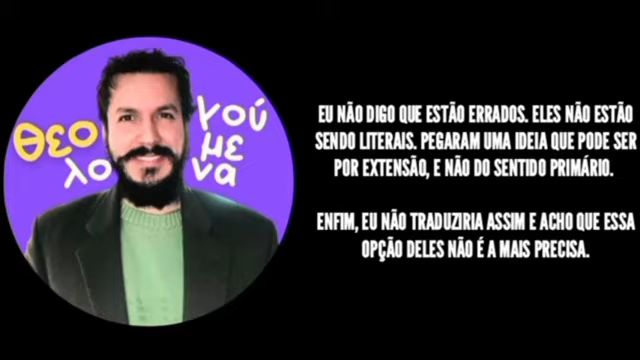 θεο γού
λο με
να
EU NÃO DIGO QUE ESTÃO ERRADOS. ELES NÃO ESTÃO
SENDO LITERAIS. PEGARAM UMA IDEIA QUE PODE SER
POR EXTENSÃO, E NÃO DO SENTIDO PRIMÁRIO.
ENFIM, EU NÃO TRADUZIRIA ASSIM E ACHO QUE ESSA
OPÇÃO DELES NÃO É A MAIS PRECISA.